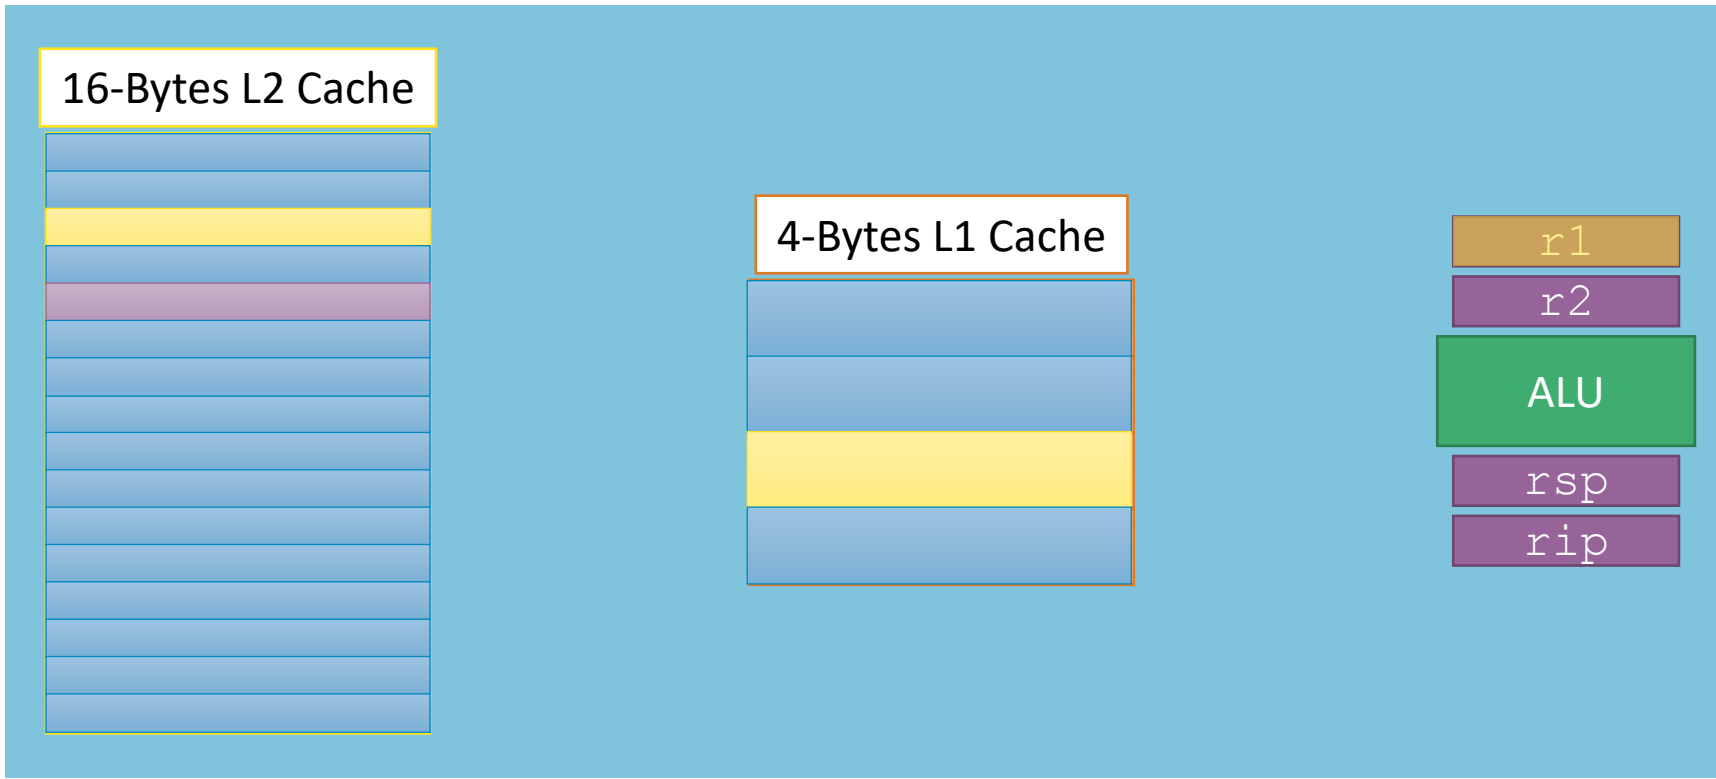 16-Bytes L2 Cache
4-Bytes L1 Cache
r1
r2
ALU
rsp
rip